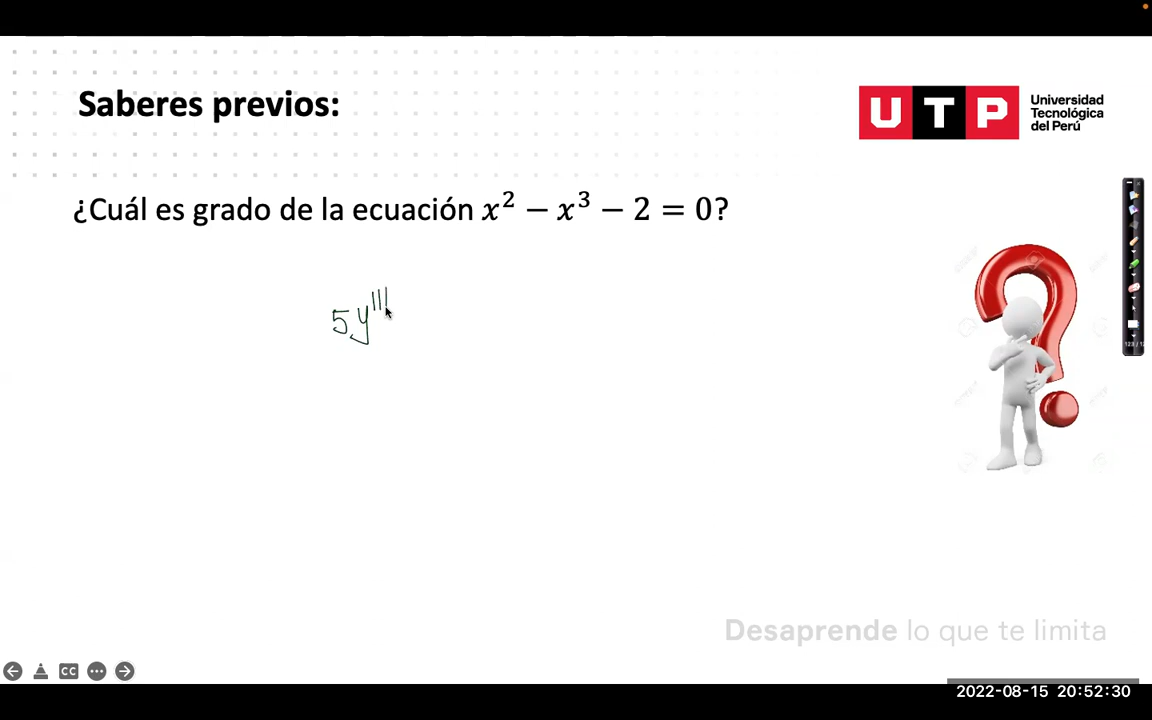 Saberes previos:
UTP Universidad
Tecnológica
del Perú
¿Cuál es grado de la ecuación x² − x³ − 2 = 0?
5y'''
Desaprende lo que te limita
CC
2022-08-15 20:52:30